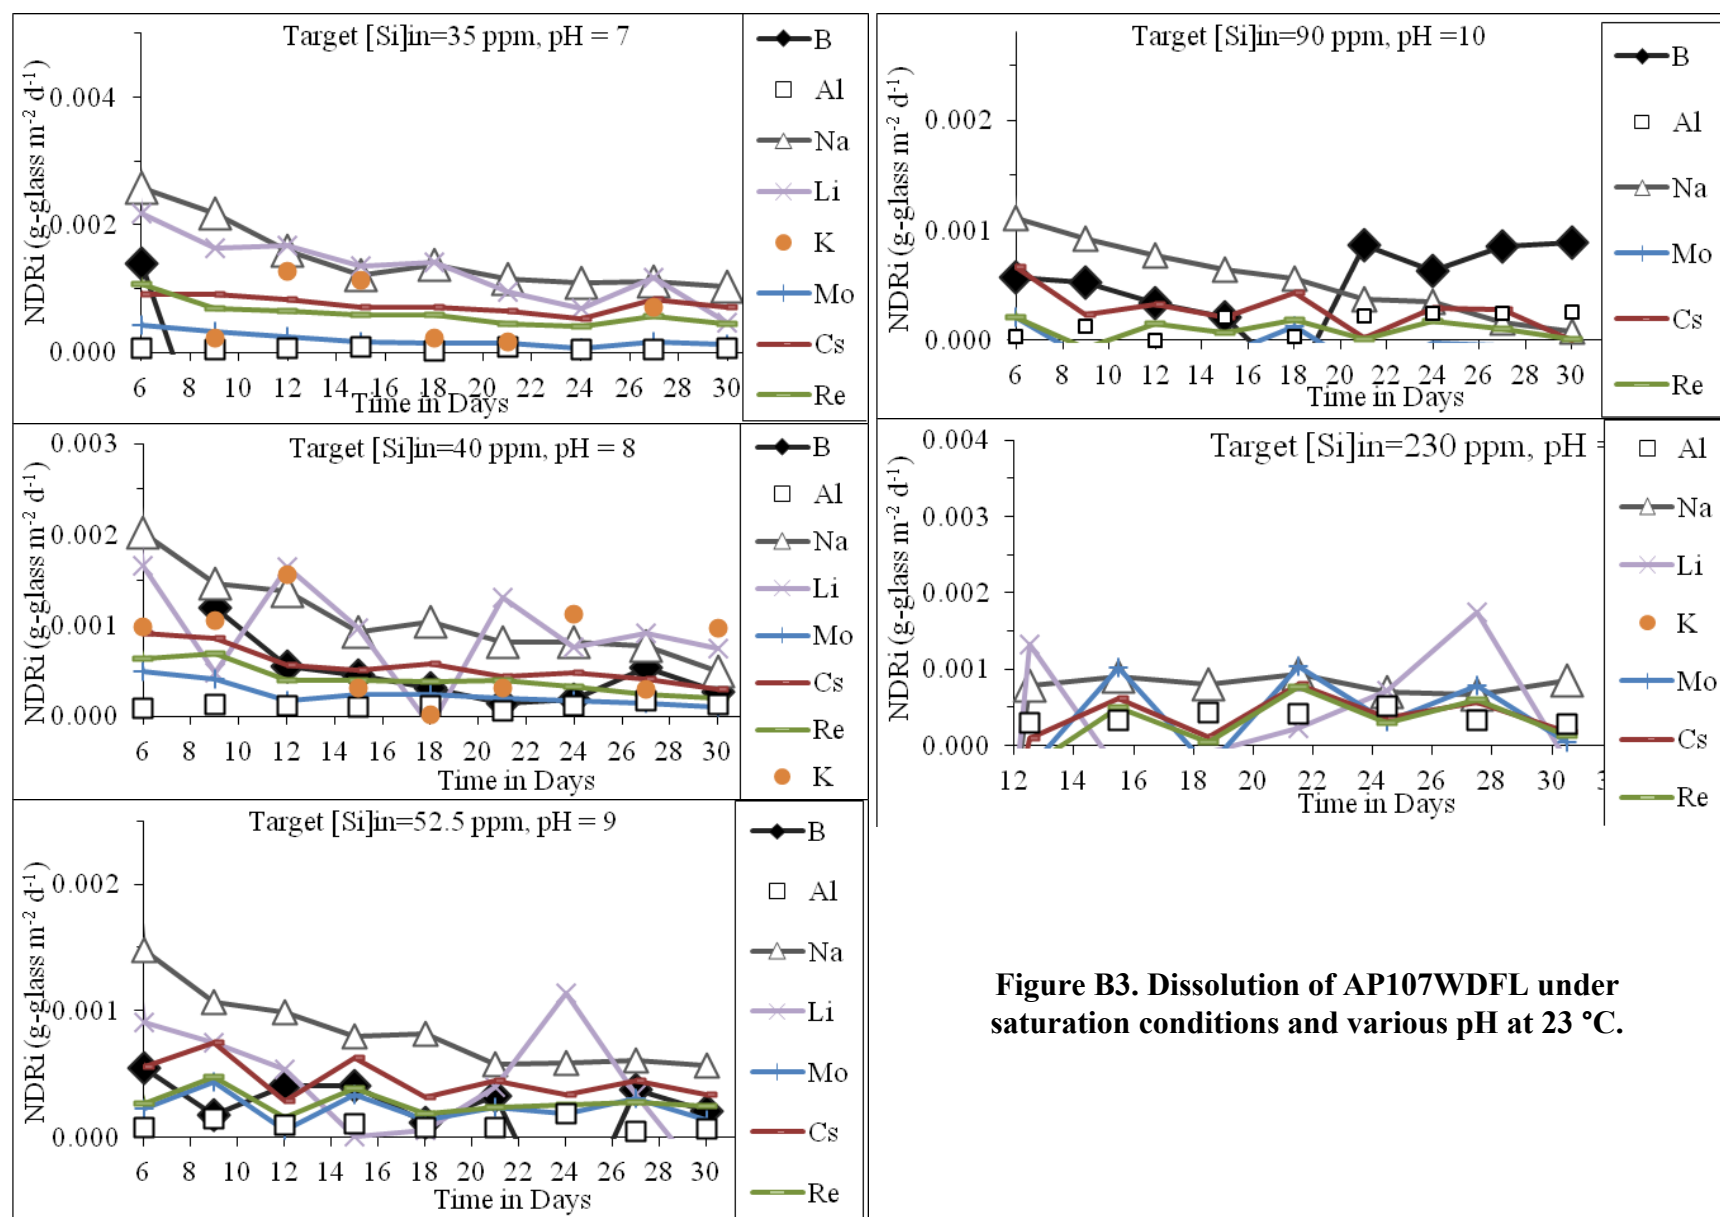 Target [Si]in=35 ppm, pH = 7
NDRi (g-glass m-2 d-1)
0.004
0.002
0.000
6 8 10 12 14 16 18 20 22 24 26 28 30
Time in Days
B
Al
Na
Li
K
Mo
Cs
Re
Target [Si]in=40 ppm, pH = 8
NDRi (g-glass m-2 d-1)
0.003
0.002
0.001
0.000
6 8 10 12 14 16 18 20 22 24 26 28 30
Time in Days
B
Al
Na
Li
Mo
Cs
Re
K
Target [Si]in=52.5 ppm, pH = 9
NDRi (g-glass m-2 d-1)
0.002
0.001
0.000
6 8 10 12 14 16 18 20 22 24 26 28 30
Time in Days
B
Al
Na
Li
Mo
Cs
Re
Target [Si]in=90 ppm, pH =10
NDRi (g-glass m-2 d-1)
0.002
0.001
0.000
6 8 10 12 14 16 18 20 22 24 26 28 30
Time in Days
B
Al
Na
Mo
Cs
Re
Target [Si]in=230 ppm, pH =
NDRi (g-glass m-2 d-1)
0.004
0.003
0.002
0.001
0.000
12 14 16 18 20 22 24 26 28 30
Time in Days
Al
Na
Li
K
Mo
Cs
Re
Figure B3. Dissolution of AP107WDFL under
saturation conditions and various pH at 23 °C.